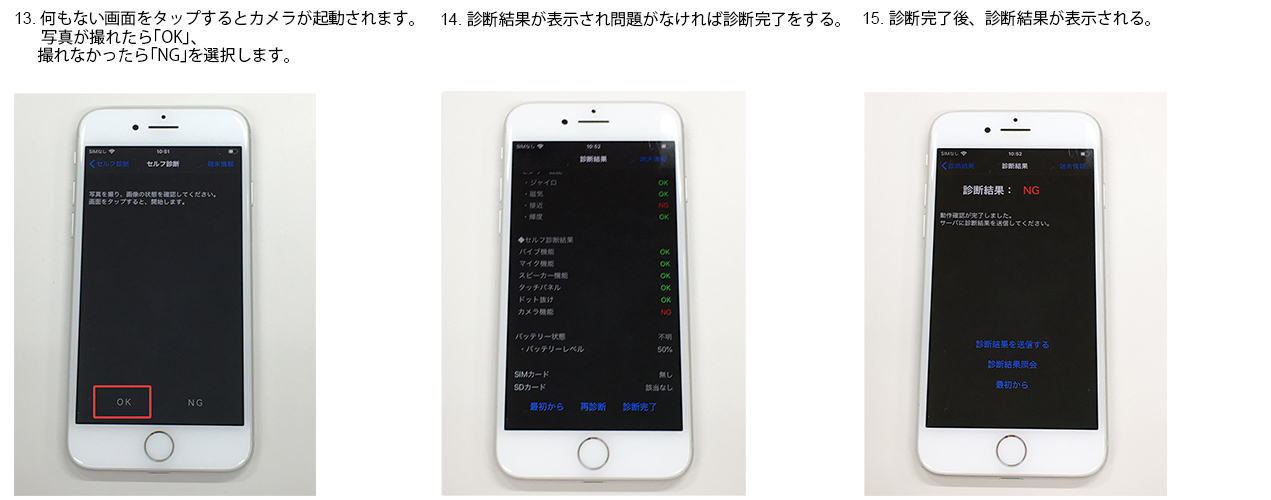 13. 何もない画面をタップするとカメラが起動されます。
写真が撮れたら「OK」、
撮れなかったら「NG」を選択します。
SIMなし 10:51
セルフ診断 セルフ診断 端末情報
写真を撮り、画像の状態を確認してください。
画面をタップすると、開始します。
OK NG
14. 診断結果が表示され問題がなければ診断完了をする。
SIMなし 10:52
診断結果 端末情報
・ジャイロ OK
・磁気 OK
・接近 NG
・輝度 OK
◆セルフ診断結果
バイブ機能 OK
マイク機能 OK
スピーカー機能 OK
タッチパネル OK
ドット抜け OK
カメラ機能 NG
バッテリー状態 不明
・バッテリーレベル 50%
SIMカード 無し
SDカード 該当なし
最初から 再診断 診断完了
15. 診断完了後、診断結果が表示される。
SIMなし 10:52
診断結果 診断結果
診断結果： NG
動作確認が完了しました。
サーバに診断結果を送信してください。
診断結果を送信する
診断結果照会
最初から